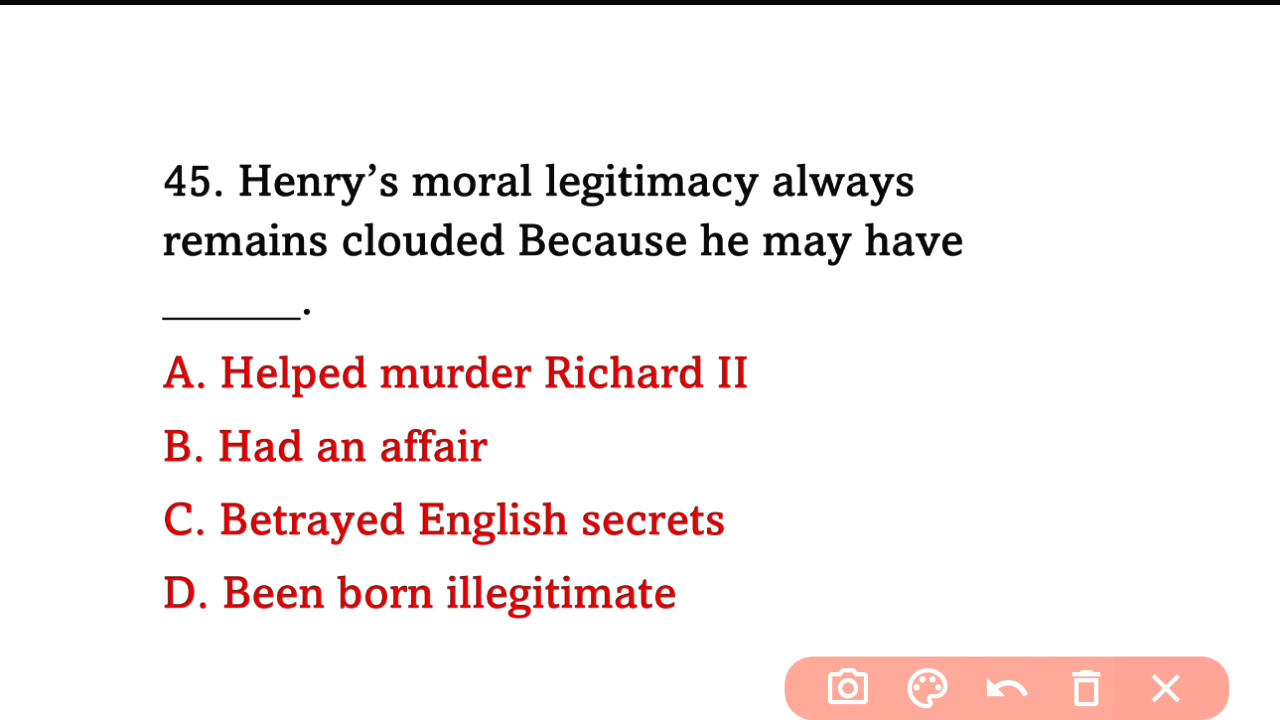 45. Henry’s moral legitimacy always
remains clouded Because he may have
_______.
A. Helped murder Richard II
B. Had an affair
C. Betrayed English secrets
D. Been born illegitimate